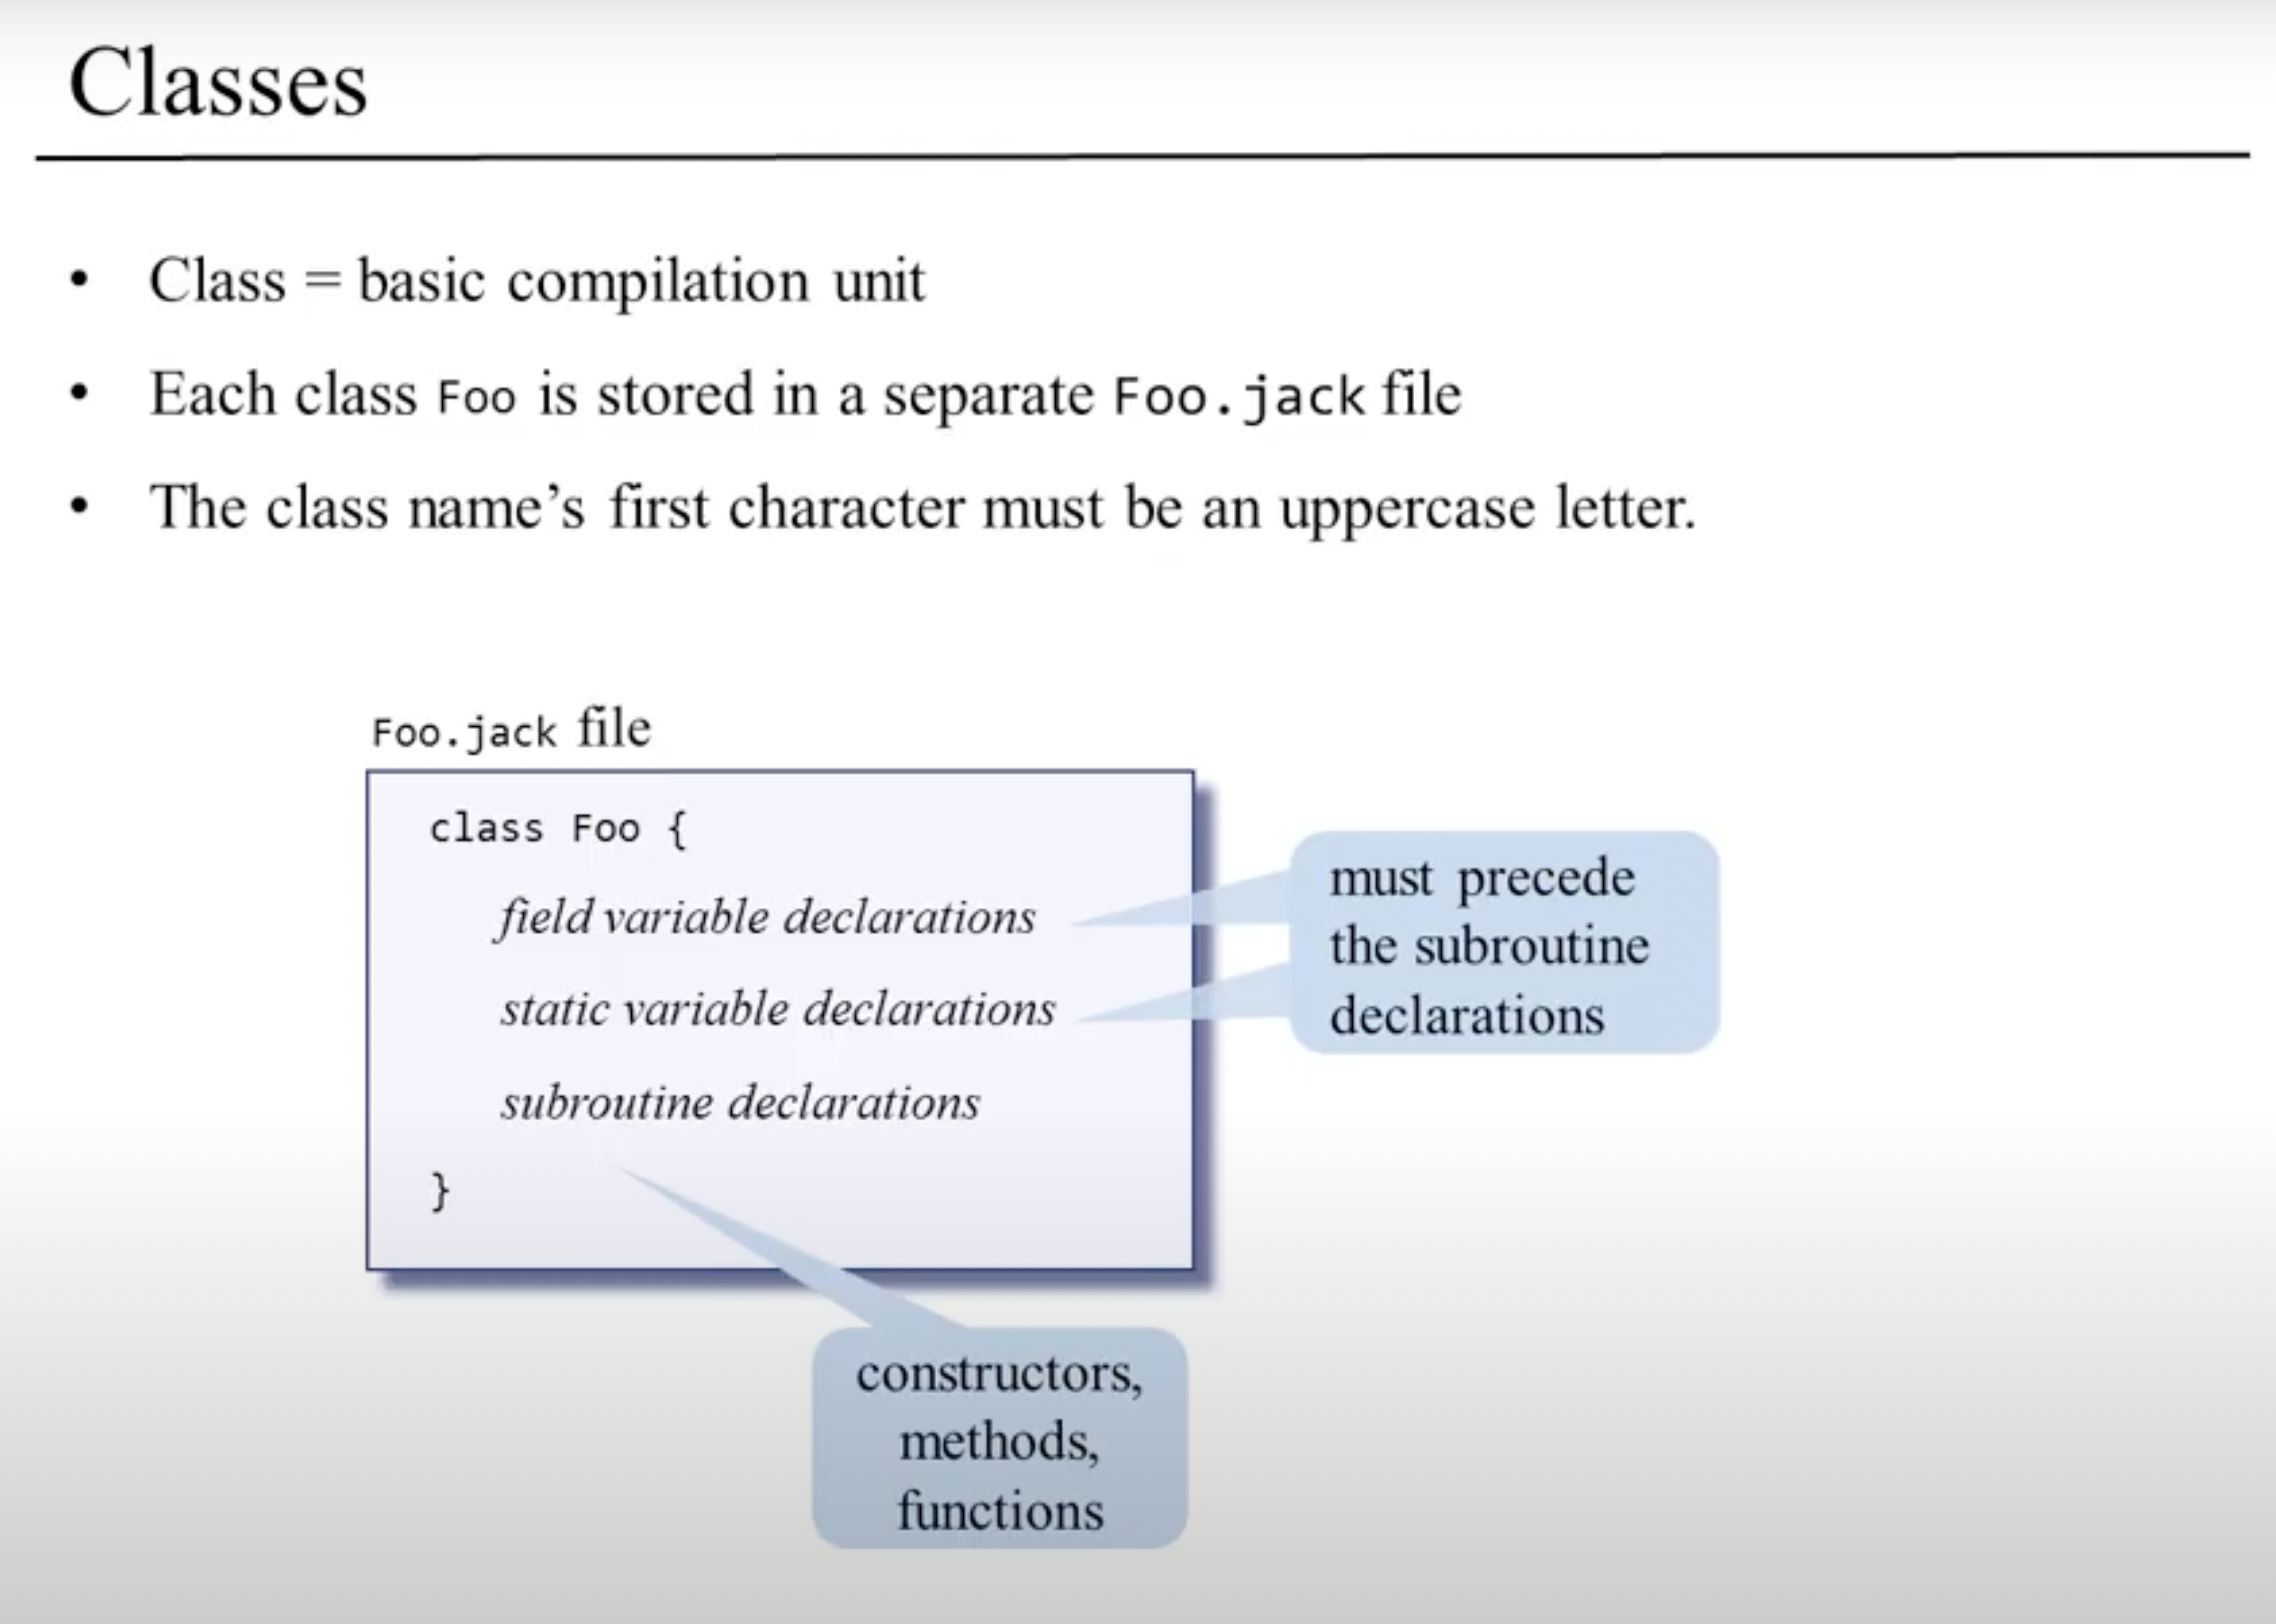 Classes
• Class = basic compilation unit
• Each class Foo is stored in a separate Foo.jack file
• The class name’s first character must be an uppercase letter.
Foo.jack file
class Foo {
field variable declarations
static variable declarations
subroutine declarations
}
must precede
the subroutine
declarations
constructors,
methods,
functions